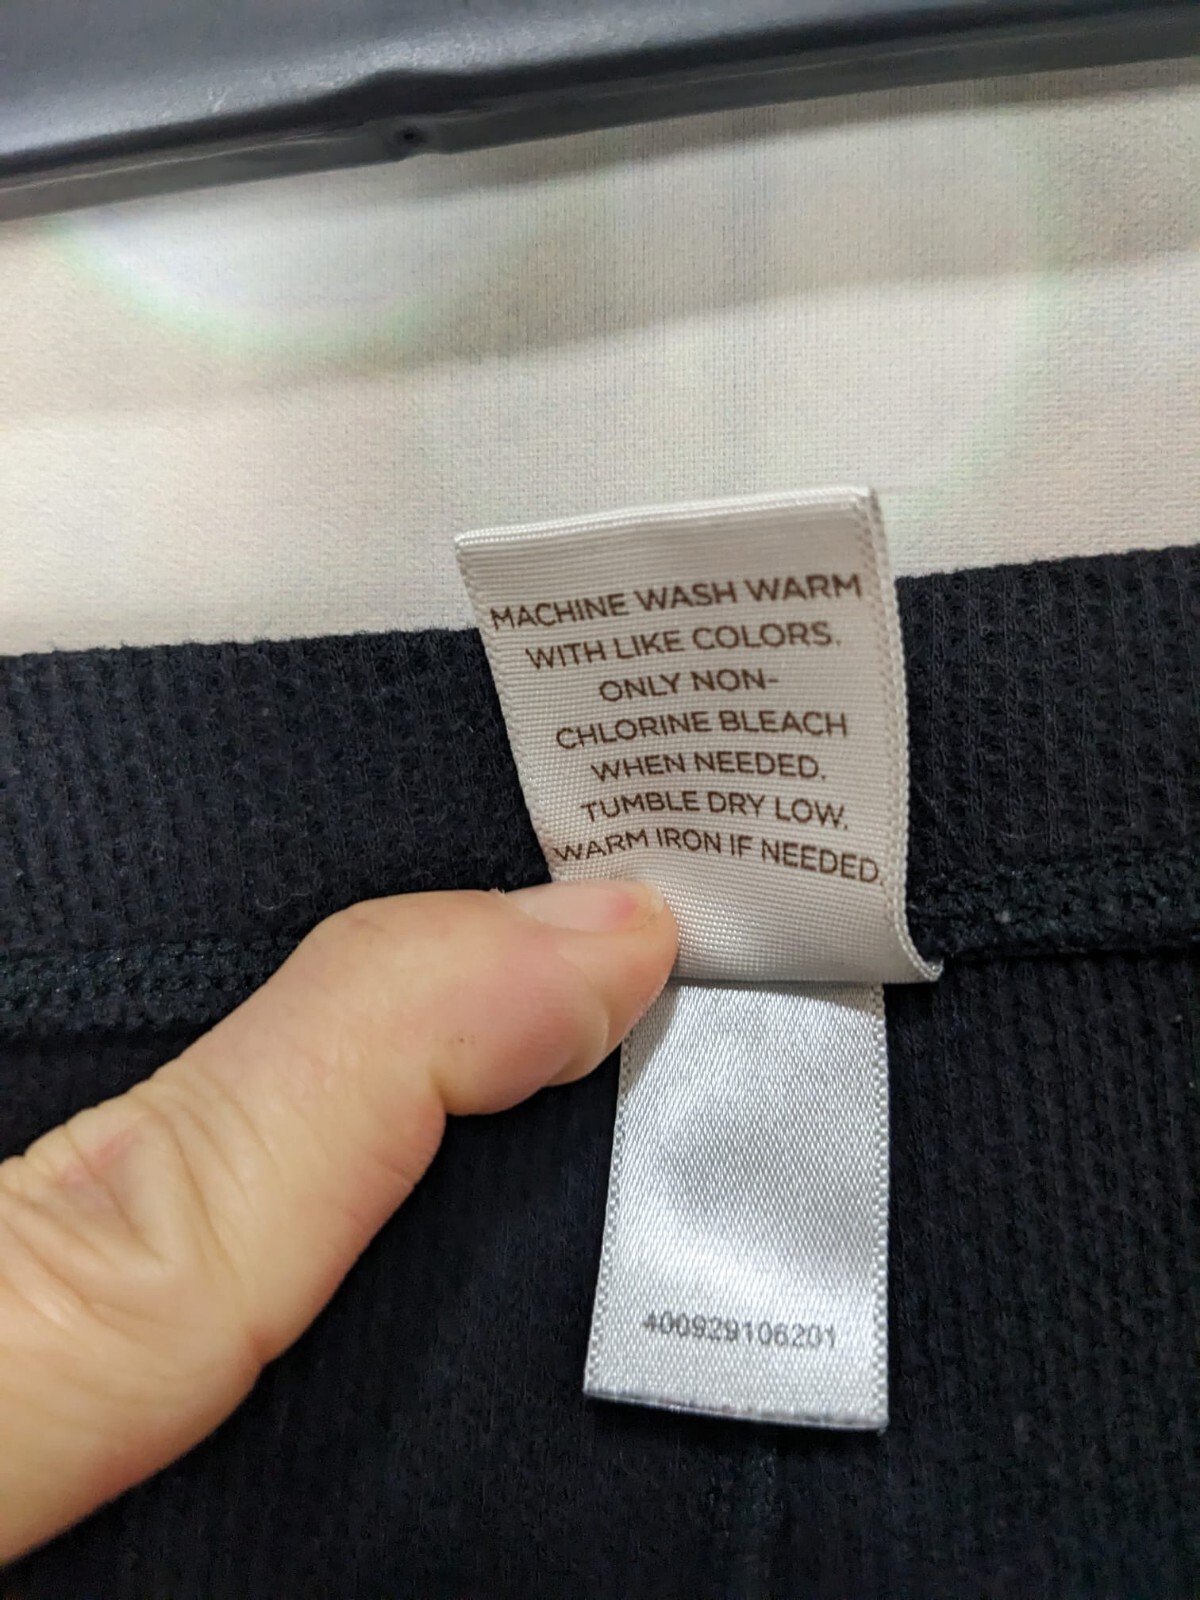 MACHINE WASH WARM
WITH LIKE COLORS.
ONLY NON-
CHLORINE BLEACH
WHEN NEEDED.
TUMBLE DRY LOW.
WARM IRON IF NEEDED.
400929106201